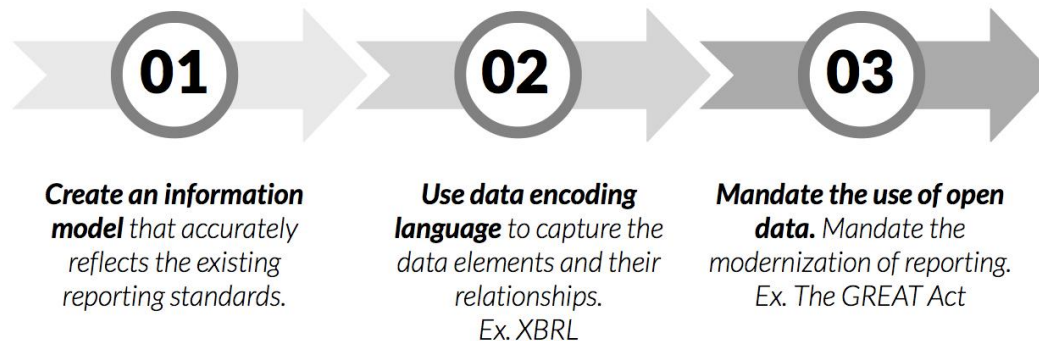 01
02
03
Create an information
model that accurately
reflects the existing
reporting standards.
Use data encoding
language to capture the
data elements and their
relationships.
Ex. XBRL
Mandate the use of open
data. Mandate the
modernization of reporting.
Ex. The GREAT Act